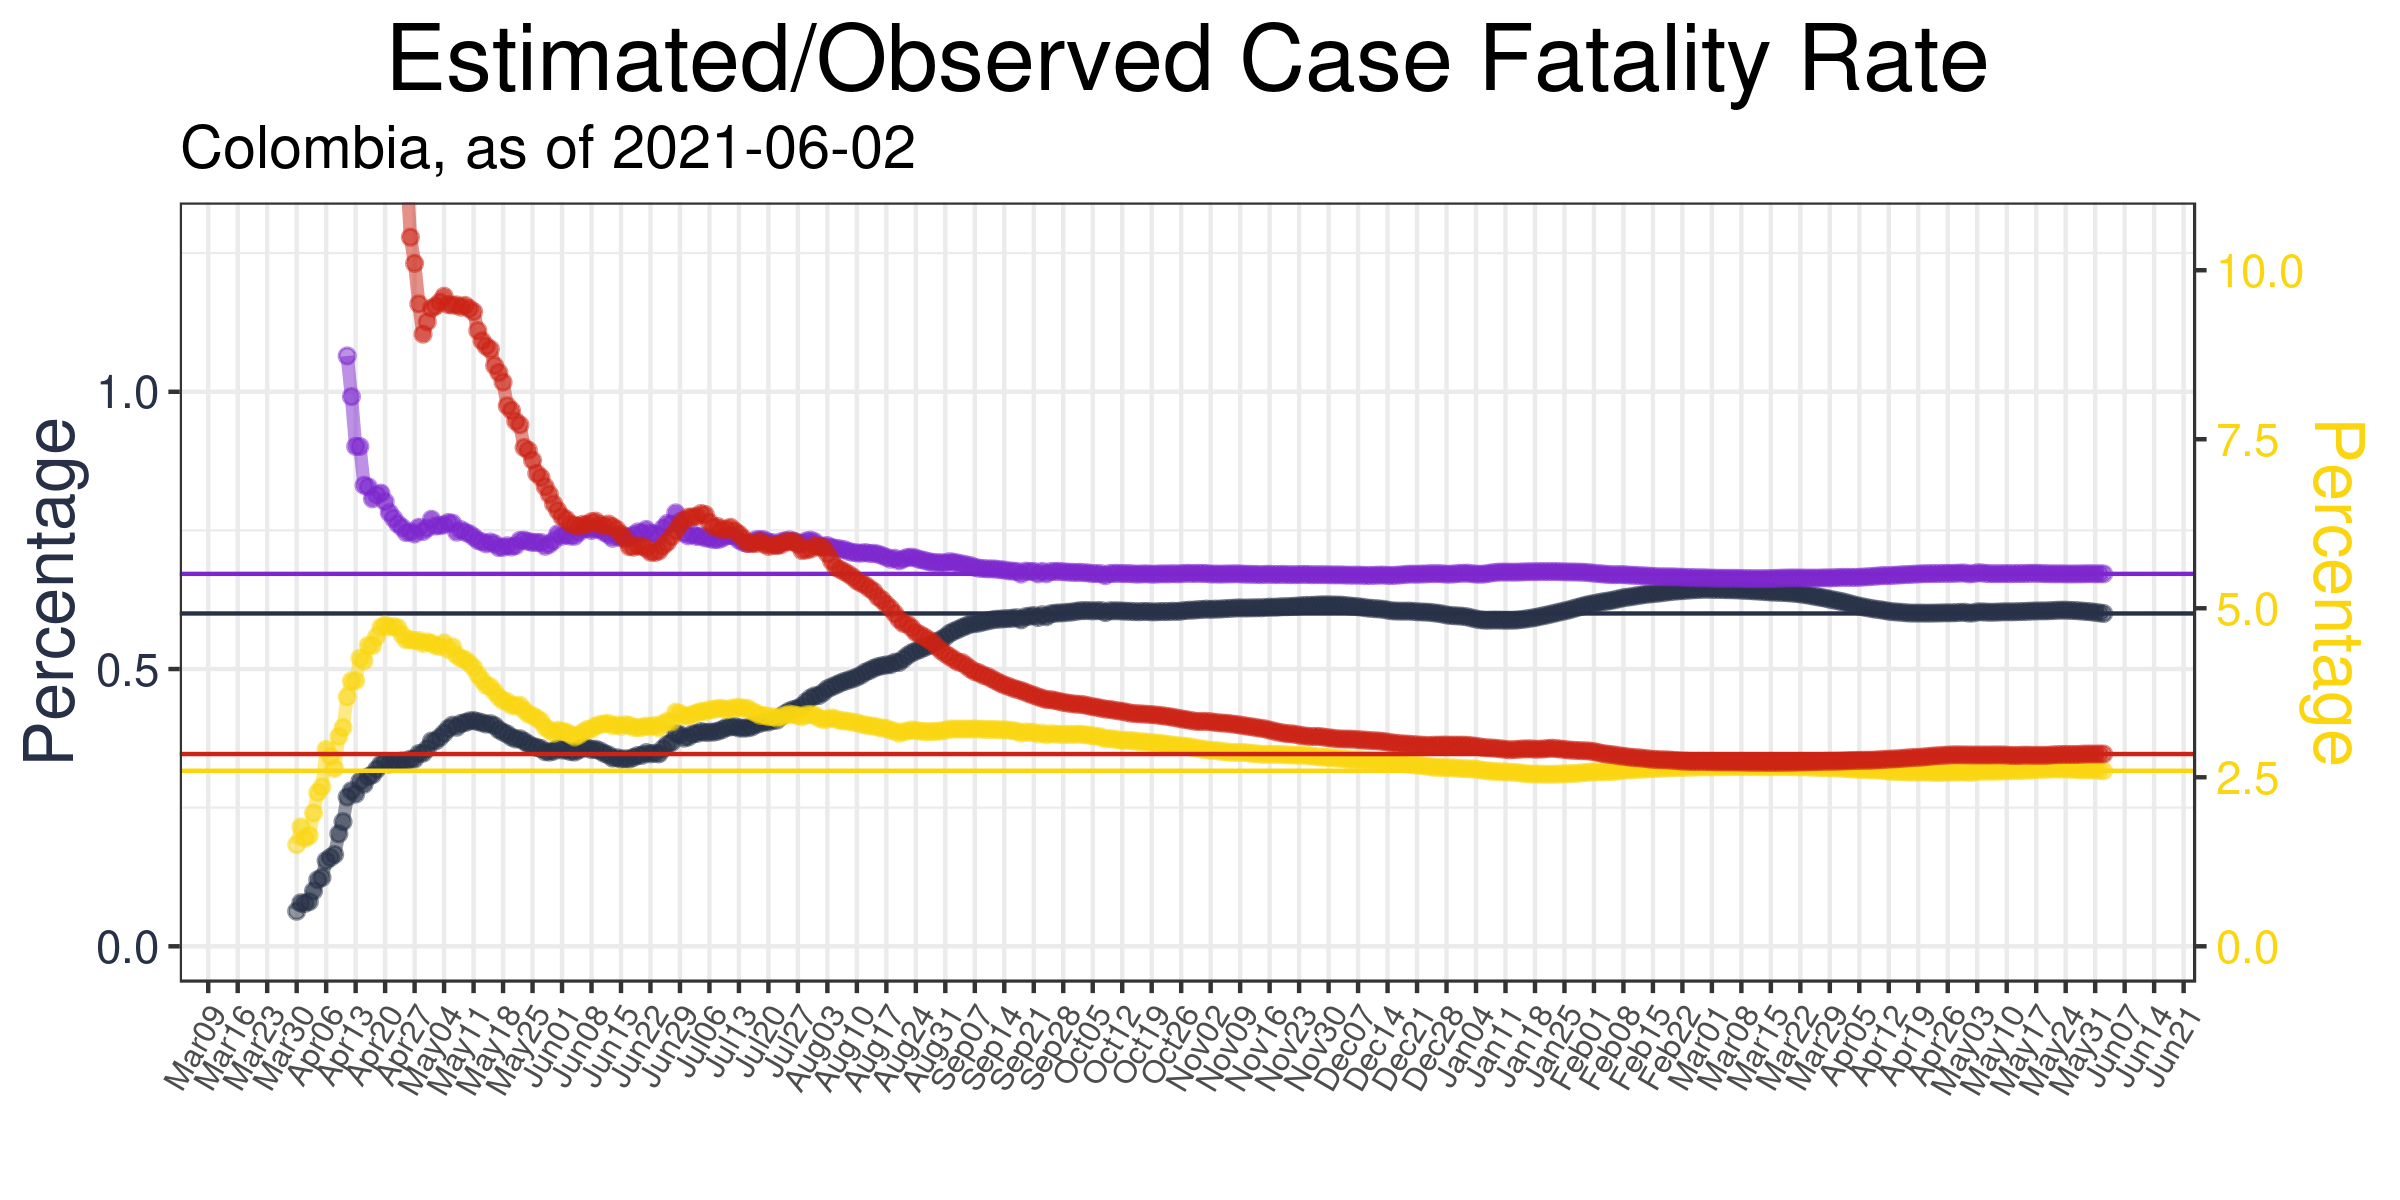 Estimated/Observed Case Fatality Rate
Colombia, as of 2021-06-02
Percentage
1.0
0.5
0.0
10.0
7.5
5.0
2.5
0.0
Percentage
Mar09 Mar16 Mar23 Mar30 Apr06 Apr13 Apr20 Apr27 May04 May11 May18 May25 Jun01 Jun08 Jun15 Jun22 Jun29 Jul06 Jul13 Jul20 Jul27 Aug03 Aug10 Aug17 Aug24 Aug31 Sep07 Sep14 Sep21 Sep28 Oct05 Oct12 Oct19 Oct26 Nov02 Nov09 Nov16 Nov23 Nov30 Dec07 Dec14 Dec21 Dec28 Jan04 Jan11 Jan18 Jan25 Feb01 Feb08 Feb15 Feb22 Mar01 Mar08 Mar15 Mar22 Mar29 Apr05 Apr12 Apr19 Apr26 May03 May10 May17 May24 May31 Jun07 Jun14 Jun21